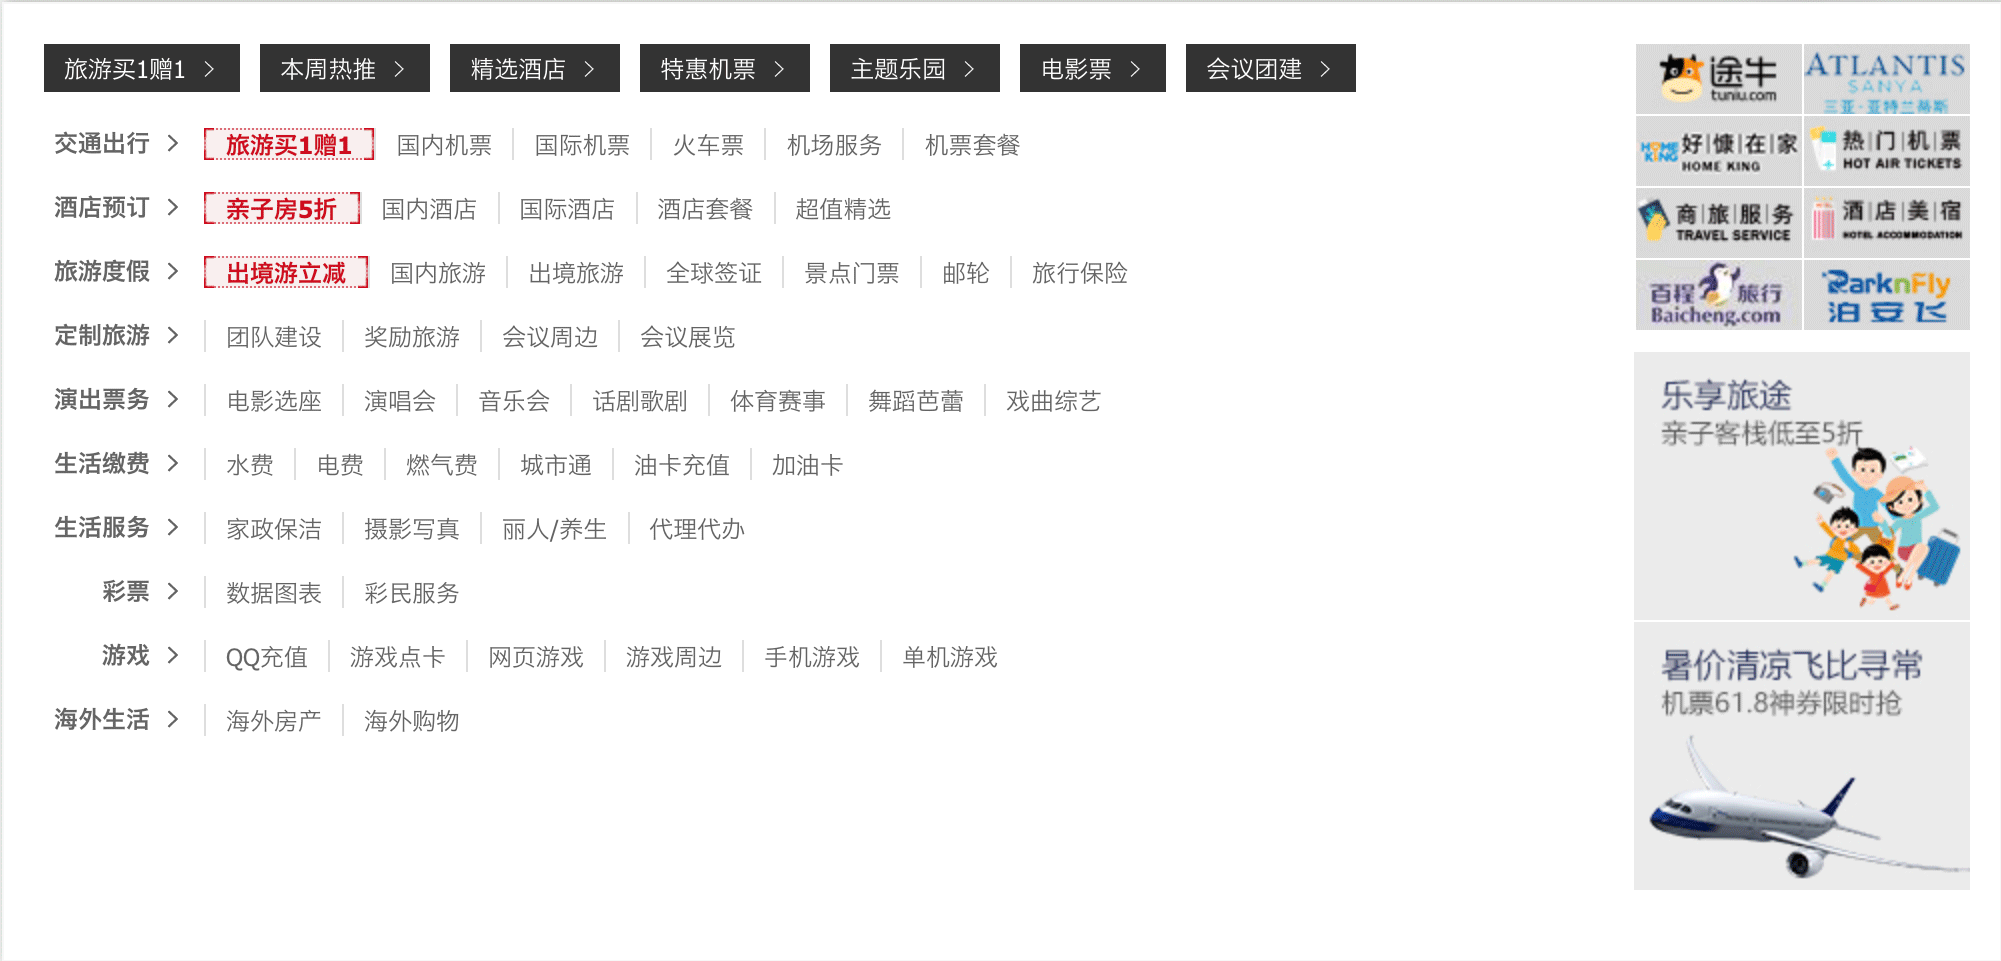 旅游买1赠1 本周热推 精选酒店 特惠机票 主题乐园 电影票 会议团建
交通出行 旅游买1赠1 国内机票 国际机票 火车票 机场服务 机票套餐
酒店预订 亲子房5折 国内酒店 国际酒店 酒店套餐 超值精选
旅游度假 出境游立减 国内旅游 出境旅游 全球签证 景点门票 邮轮 旅行保险
定制旅游 团队建设 奖励旅游 会议周边 会议展览
演出票务 电影选座 演唱会 音乐会 话剧歌剧 体育赛事 舞蹈芭蕾 戏曲综艺
生活缴费 水费 电费 燃气费 城市通 油卡充值 加油卡
生活服务 家政保洁 摄影写真 丽人/养生 代理代办
彩票 数据图表 彩民服务
游戏 QQ充值 游戏点卡 网页游戏 游戏周边 手机游戏 单机游戏
海外生活 海外房产 海外购物
途牛
tuniu.com
ATLANTIS
SANYA
三亚·亚特兰蒂斯
HOME KING
好|慷|在|家
HOME KING
热|门|机|票
HOT AIR TICKETS
商|旅|服|务
TRAVEL SERVICE
酒|店|美|宿
HOTEL ACCOMMODATION
百程旅行
Baicheng.com
ParknFly
泊安飞
乐享旅途
亲子客栈低至5折
暑价清凉飞比寻常
机票61.8神券限时抢